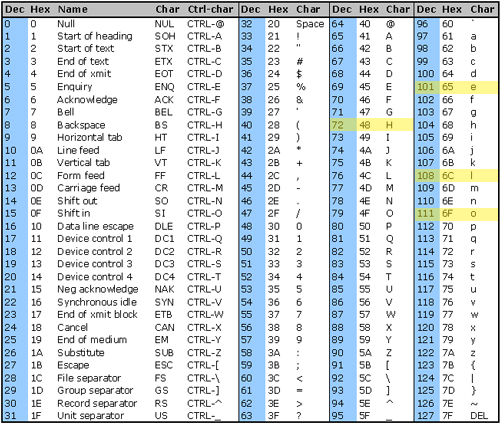 Dec Hex Name Char Ctrl-char Dec Hex Char Dec Hex Char Dec Hex Char
0 0 Null NUL CTRL-@ 32 20 Space 64 40 @ 96 60 `
1 1 Start of heading SOH CTRL-A 33 21 ! 65 41 A 97 61 a
2 2 Start of text STX CTRL-B 34 22 " 66 42 B 98 62 b
3 3 End of text ETX CTRL-C 35 23 # 67 43 C 99 63 c
4 4 End of xmit EOT CTRL-D 36 24 $ 68 44 D 100 64 d
5 5 Enquiry ENQ CTRL-E 37 25 % 69 45 E 101 65 e
6 6 Acknowledge ACK CTRL-F 38 26 & 70 46 F 102 66 f
7 7 Bell BEL CTRL-G 39 27 ' 71 47 G 103 67 g
8 8 Backspace BS CTRL-H 40 28 ( 72 48 H 104 68 h
9 9 Horizontal tab HT CTRL-I 41 29 ) 73 49 I 105 69 i
10 0A Line feed LF CTRL-J 42 2A * 74 4A J 106 6A j
11 0B Vertical tab VT CTRL-K 43 2B + 75 4B K 107 6B k
12 0C Form feed FF CTRL-L 44 2C , 76 4C L 108 6C l
13 0D Carriage feed CR CTRL-M 45 2D - 77 4D M 109 6D m
14 0E Shift out SO CTRL-N 46 2E . 78 4E N 110 6E n
15 0F Shift in SI CTRL-O 47 2F / 79 4F O 111 6F o
16 10 Data line escape DLE CTRL-P 48 30 0 80 50 P 112 70 p
17 11 Device control 1 DC1 CTRL-Q 49 31 1 81 51 Q 113 71 q
18 12 Device control 2 DC2 CTRL-R 50 32 2 82 52 R 114 72 r
19 13 Device control 3 DC3 CTRL-S 51 33 3 83 53 S 115 73 s
20 14 Device control 4 DC4 CTRL-T 52 34 4 84 54 T 116 74 t
21 15 Neg acknowledge NAK CTRL-U 53 35 5 85 55 U 117 75 u
22 16 Synchronous idle SYN CTRL-V 54 36 6 86 56 V 118 76 v
23 17 End of xmit block ETB CTRL-W 55 37 7 87 57 W 119 77 w
24 18 Cancel CAN CTRL-X 56 38 8 88 58 X 120 78 x
25 19 End of medium EM CTRL-Y 57 39 9 89 59 Y 121 79 y
26 1A Substitute SUB CTRL-Z 58 3A : 90 5A Z 122 7A z
27 1B Escape ESC CTRL-[ 59 3B ; 91 5B [ 123 7B {
28 1C File separator FS CTRL-\ 60 3C < 92 5C \ 124 7C |
29 1D Group separator GS CTRL-] 61 3D = 93 5D ] 125 7D }
30 1E Record separator RS CTRL-^ 62 3E > 94 5E ^ 126 7E ~
31 1F Unit separator US CTRL-_ 63 3F ? 95 5F _ 127 7F DEL